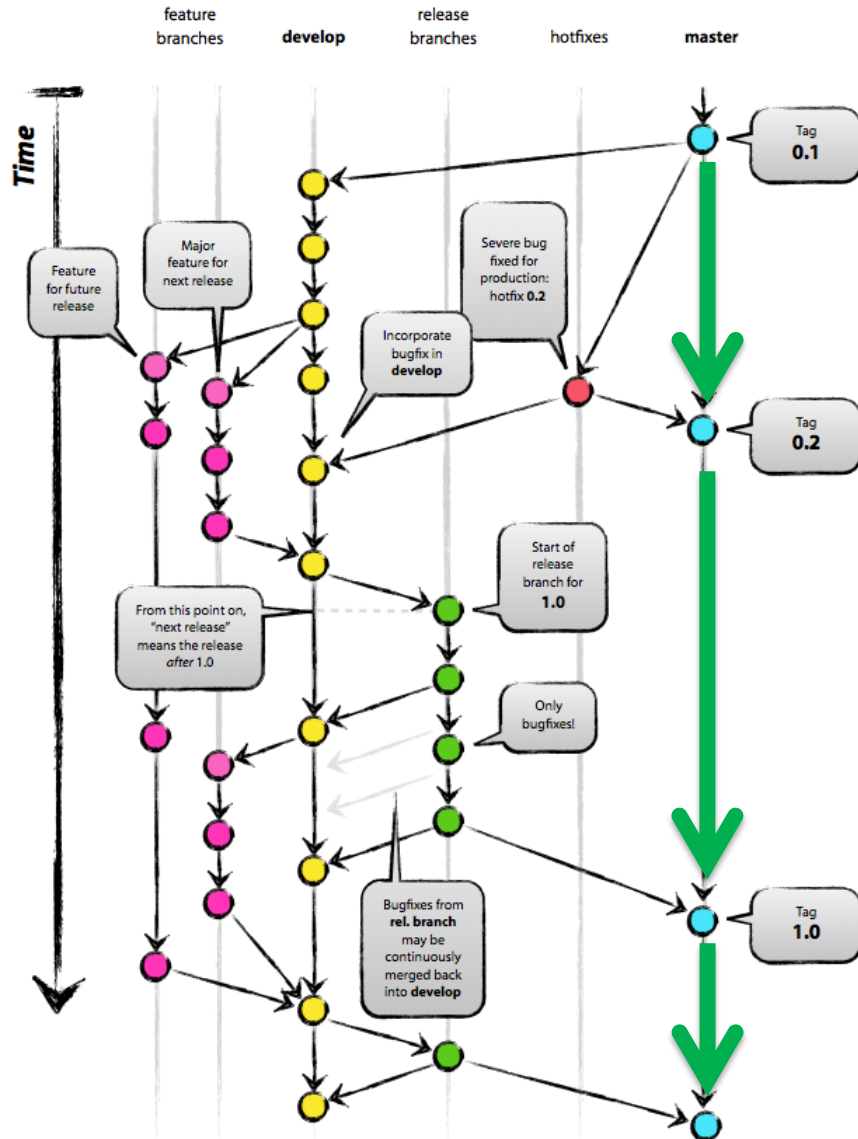 feature
branches
develop
release
branches
hotfixes
master
Time
Tag
0.1
Major
feature for
next release
Severe bug
fixed for
production:
hotfix 0.2
Feature
for future
release
Incorporate
bugfix in
develop
Tag
0.2
Start of
release
branch for
1.0
From this point on,
“next release”
means the release
after 1.0
Only
bugfixes!
Bugfixes from
rel. branch
may be
continuously
merged back
into develop
Tag
1.0